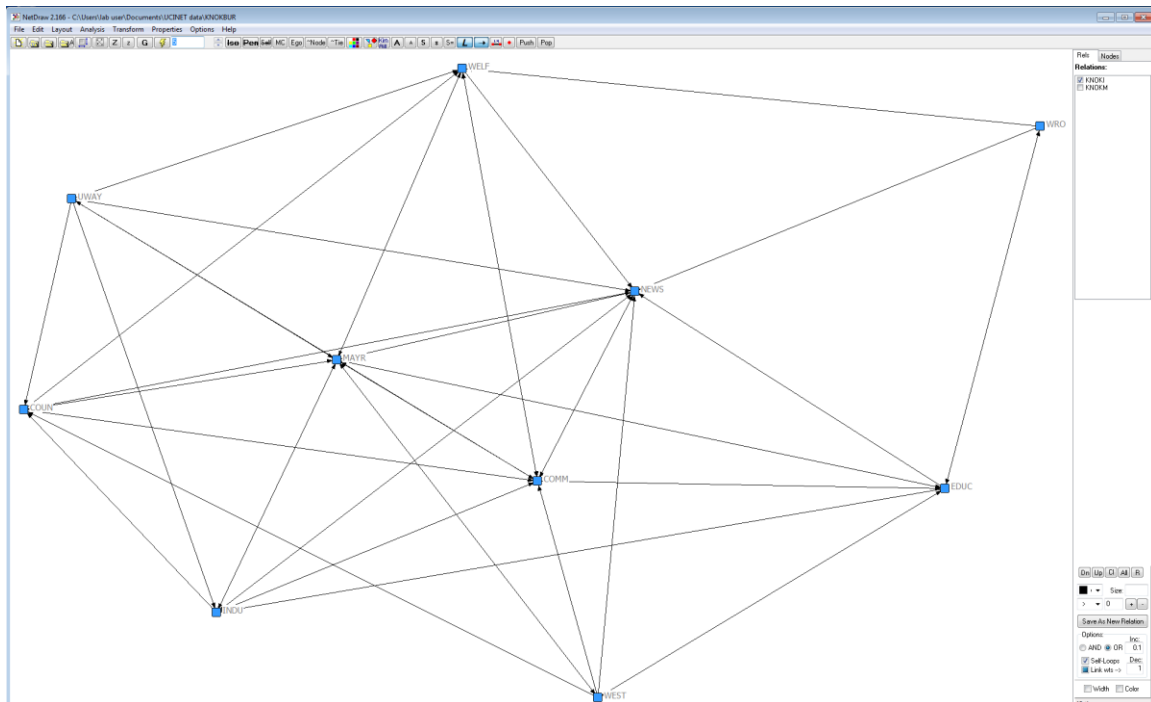 NetDraw 2.166 - C:\Users\lab user\Documents\UCINET data\KNOKBUR
File Edit Layout Analysis Transform Properties Options Help
Z G Iso Pen Self MC Ego ~Node ~Tie A S S+ L Push Pop
Rels Nodes
Relations:
KNOKI
KNOKM
WELF
WRO
UWAY
NEWS
MAYR
COUN
COMM
EDUC
INDU
WEST
Dn Up Cl All R
Size
> 0 + -
Save As New Relation
Options:
Inc:
AND OR 0.1
Self-Loops Dec:
Link wts -> 1
Width Color